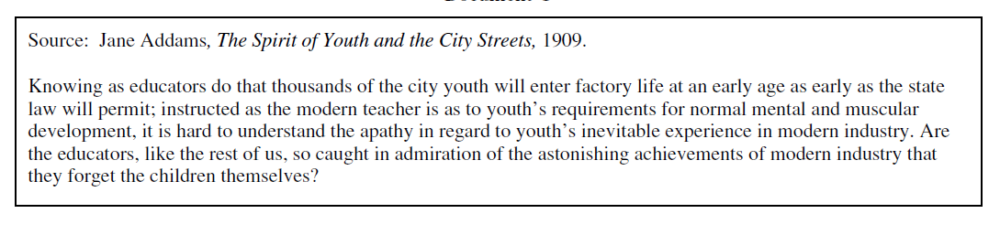 Source: Jane Addams, The Spirit of Youth and the City Streets, 1909.
Knowing as educators do that thousands of the city youth will enter factory life at an early age as early as the state
law will permit; instructed as the modern teacher is as to youth's requirements for normal mental and muscular
development, it is hard to understand the apathy in regard to youth's inevitable experience in modern industry. Are
the educators, like the rest of us, so caught in admiration of the astonishing achievements of modern industry that
they forget the children themselves?